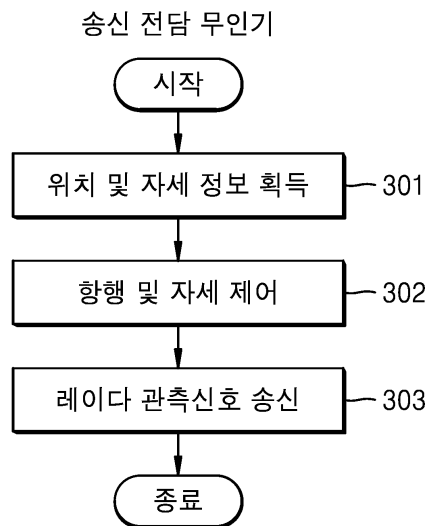 송신 전담 무인기
시작
위치 및 자세 정보 획득
301
항행 및 자세 제어
302
레이다 관측신호 송신
303
종료